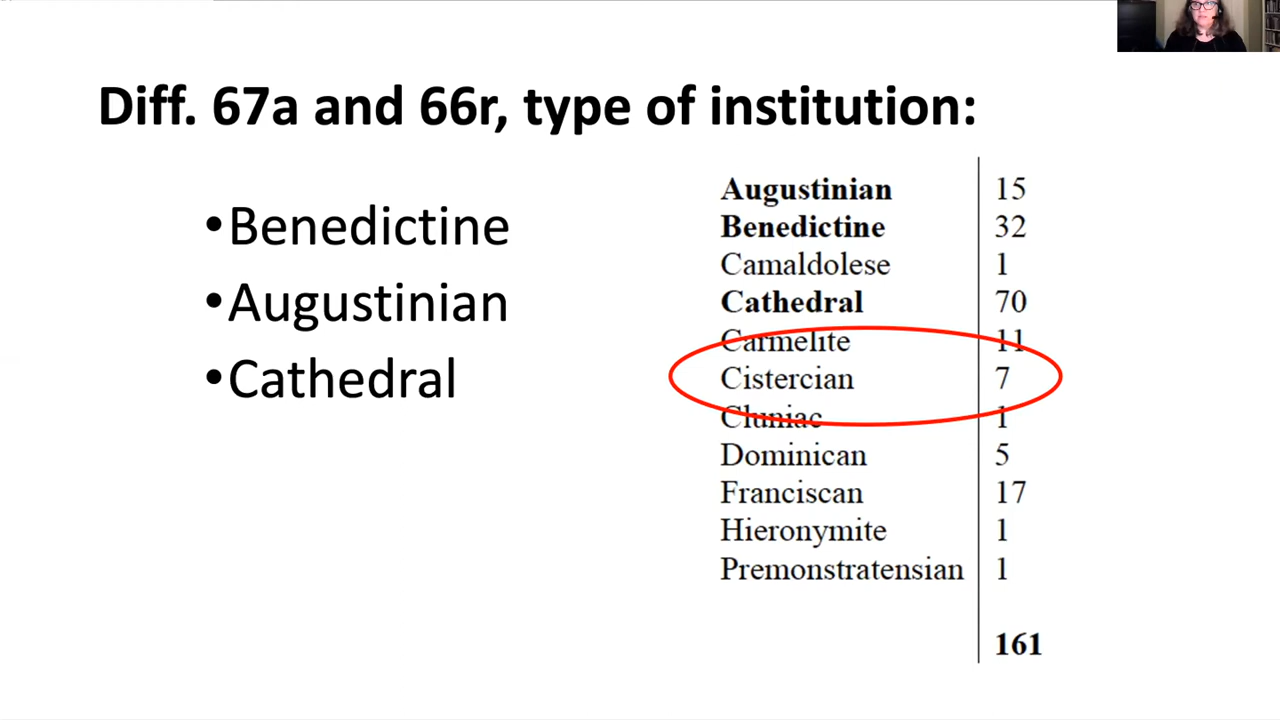 Diff. 67a and 66r, type of institution:
•Benedictine
•Augustinian
•Cathedral
Augustinian 15
Benedictine 32
Camaldolese 1
Cathedral 70
Carmelite 11
Cistercian 7
Cluniac 1
Dominican 5
Franciscan 17
Hieronymite 1
Premonstratensian 1
161